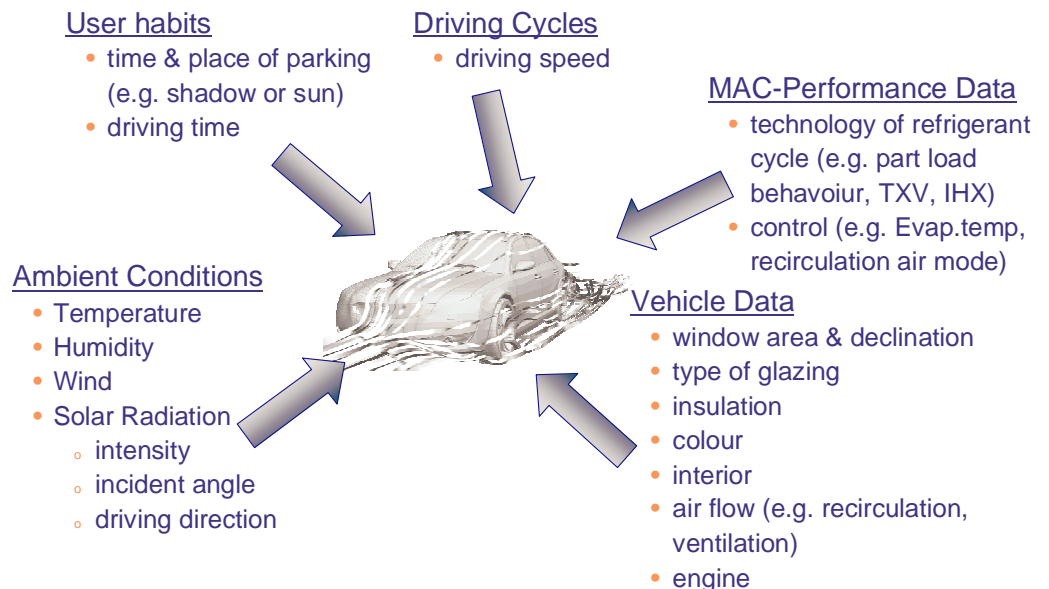 User habits
• time & place of parking
(e.g. shadow or sun)
• driving time
Driving Cycles
• driving speed
MAC-Performance Data
• technology of refrigerant
cycle (e.g. part load
behavoiur, TXV, IHX)
• control (e.g. Evap.temp,
recirculation air mode)
Ambient Conditions
• Temperature
• Humidity
• Wind
• Solar Radiation
o intensity
o incident angle
o driving direction
Vehicle Data
• window area & declination
• type of glazing
• insulation
• colour
• interior
• air flow (e.g. recirculation,
ventilation)
• engine